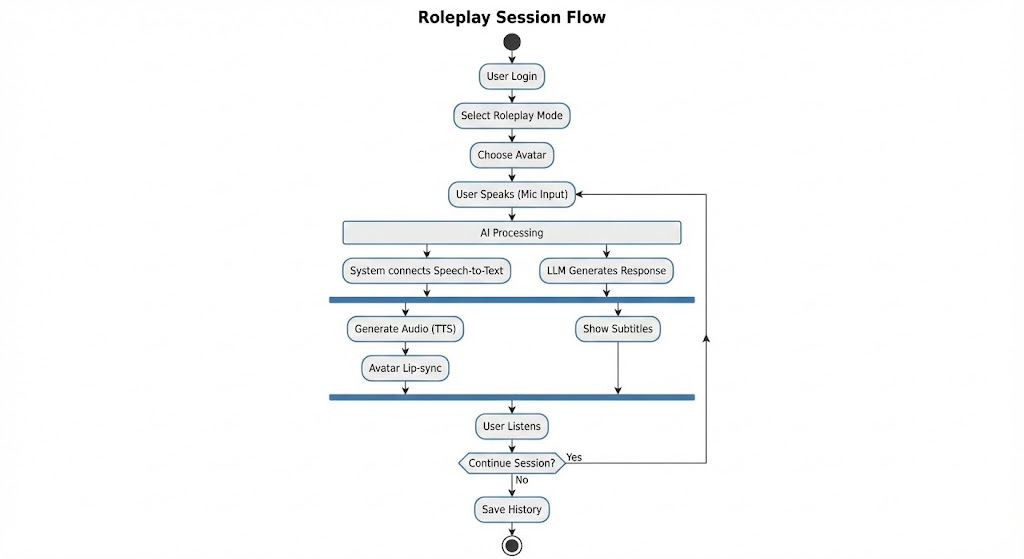 Roleplay Session Flow
User Login
Select Roleplay Mode
Choose Avatar
User Speaks (Mic Input)
AI Processing
System connects Speech-to-Text
LLM Generates Response
Generate Audio (TTS)
Show Subtitles
Avatar Lip-sync
User Listens
Continue Session?
Yes
No
Save History